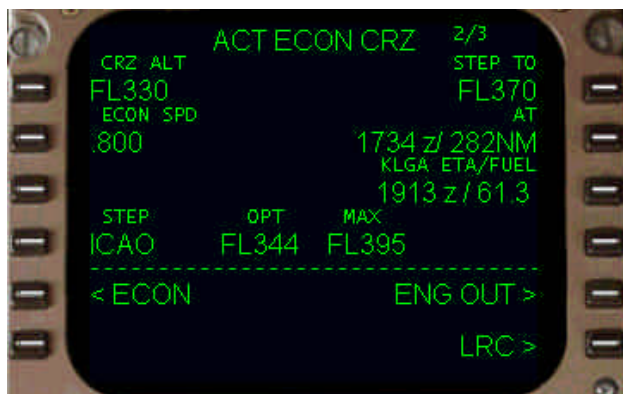 ACT ECON CRZ 2/3
CRZ ALT STEP TO
FL330 FL370
ECON SPD AT
.800 1734 z/ 282NM
KLGA ETA/FUEL
1913 z / 61.3
STEP OPT MAX
ICAO FL344 FL395
< ECON ENG OUT >
LRC >